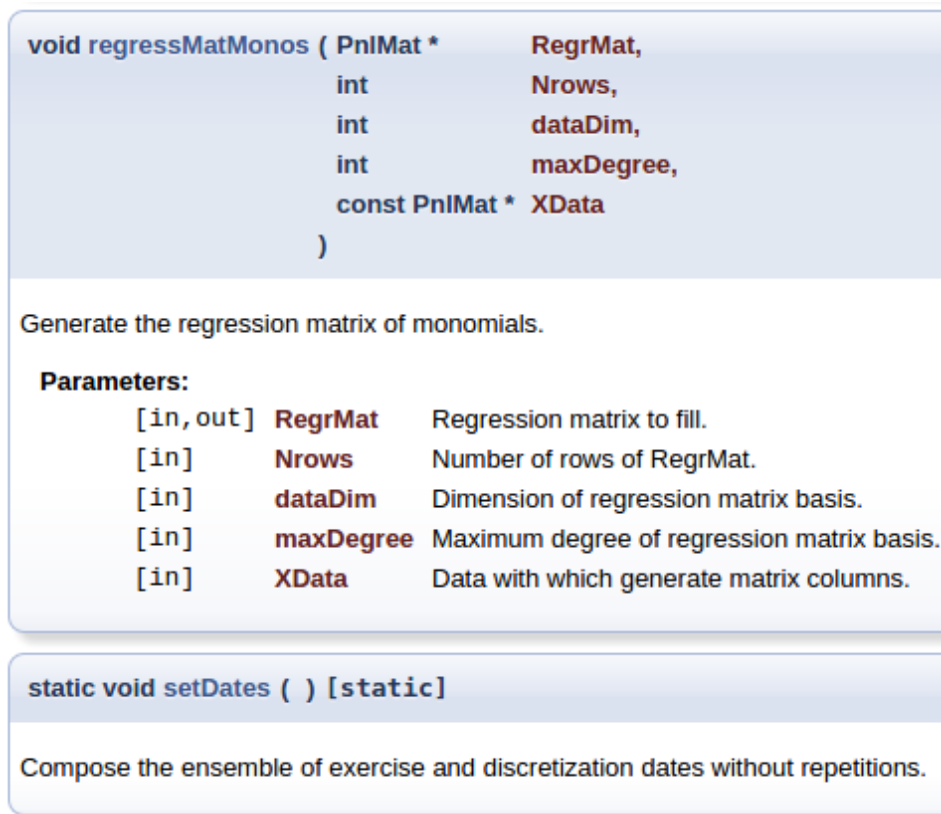 void regressMatMonos ( PnlMat * RegrMat,
int Nrows,
int dataDim,
int maxDegree,
const PnlMat * XData
)
Generate the regression matrix of monomials.
Parameters:
[in,out] RegrMat Regression matrix to fill.
[in] Nrows Number of rows of RegrMat.
[in] dataDim Dimension of regression matrix basis.
[in] maxDegree Maximum degree of regression matrix basis.
[in] XData Data with which generate matrix columns.
static void setDates ( ) [static]
Compose the ensemble of exercise and discretization dates without repetitions.